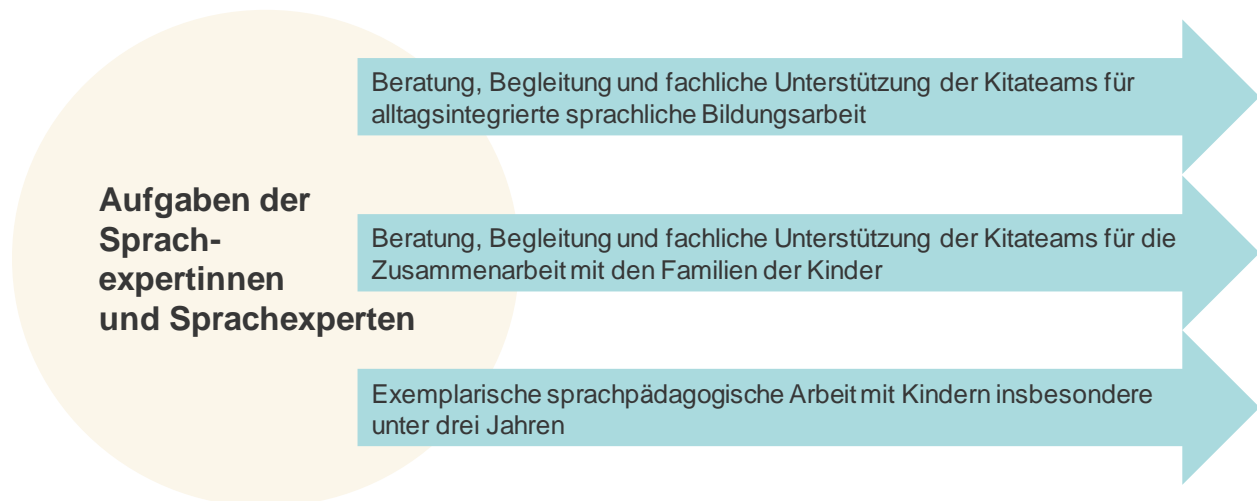 Aufgaben der
Sprach-
expertinnen
und Sprachexperten
Beratung, Begleitung und fachliche Unterstützung der Kitateams für
alltagsintegrierte sprachliche Bildungsarbeit
Beratung, Begleitung und fachliche Unterstützung der Kitateams für die
Zusammenarbeit mit den Familien der Kinder
Exemplarische sprachpädagogische Arbeit mit Kindern insbesondere
unter drei Jahren